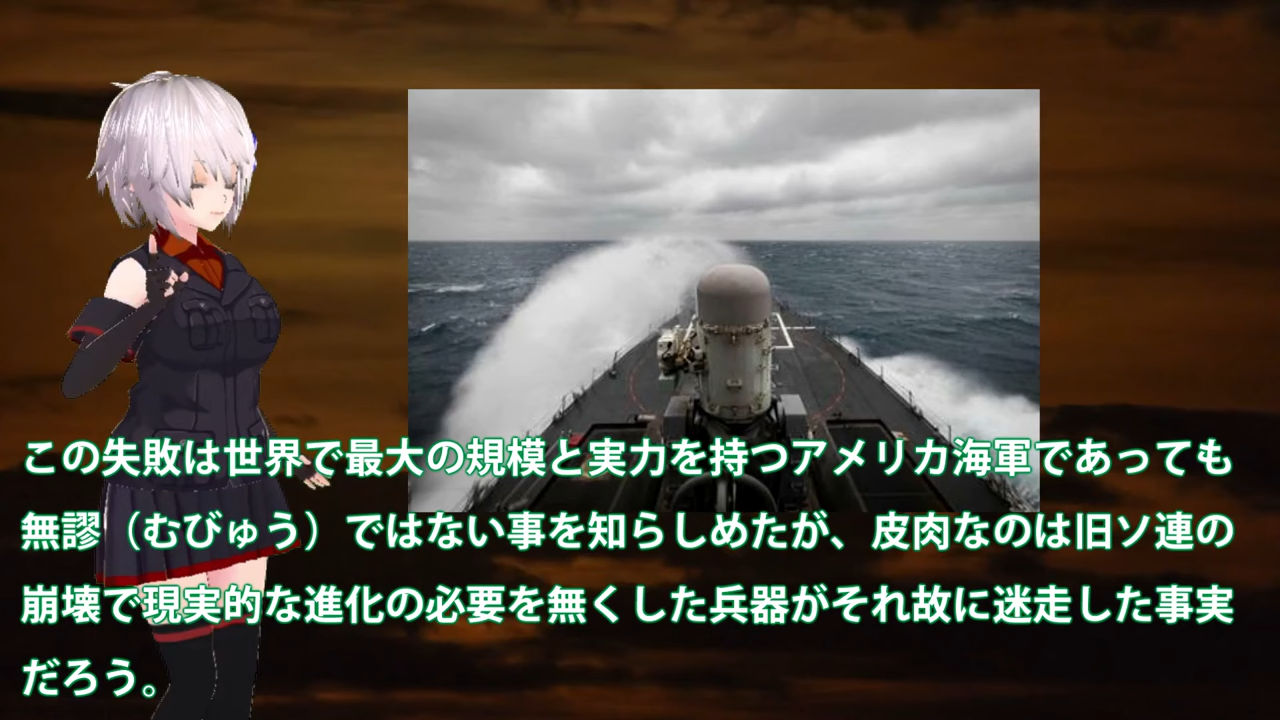 この失敗は世界で最大の規模と実力を持つアメリカ海軍であっても
無謬（むびゅう）ではない事を知らしめたが、皮肉なのは旧ソ連の
崩壊で現実的な進化の必要を無くした兵器がそれ故に迷走した事実
だろう。